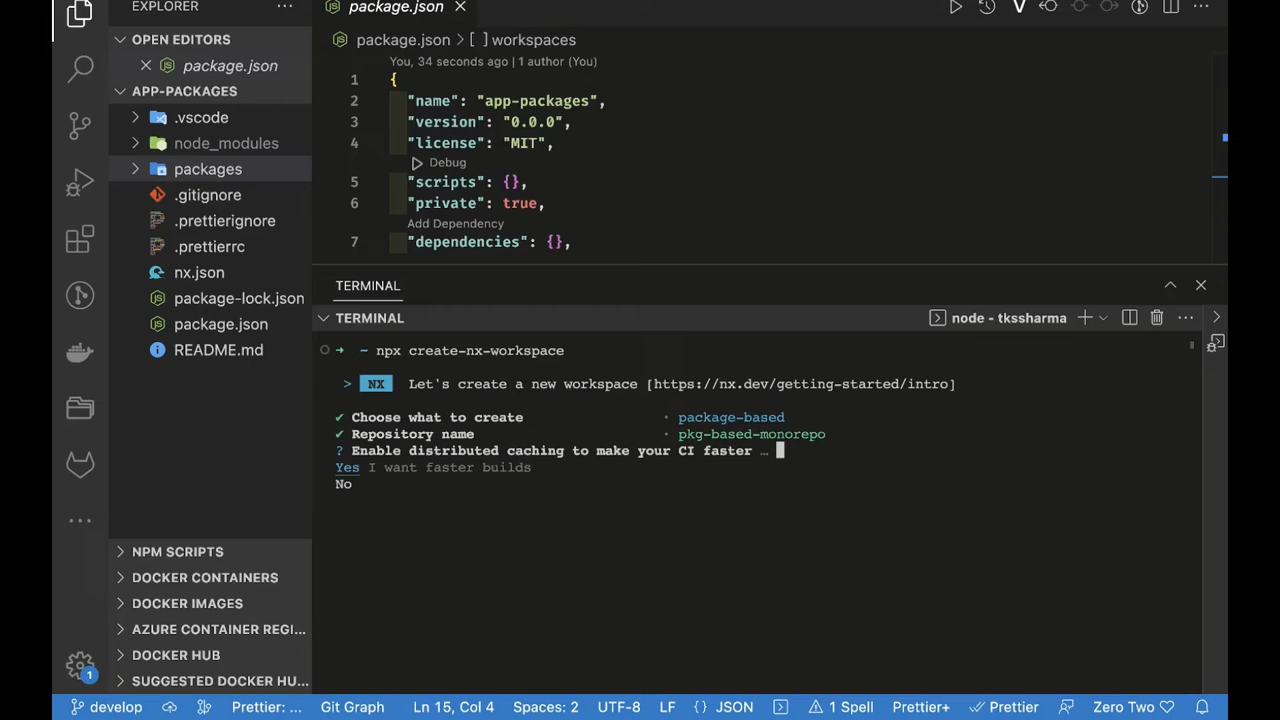 EXPLORER
OPEN EDITORS
package.json
APP-PACKAGES
.vscode
node_modules
packages
.gitignore
.prettierignore
.prettierrc
nx.json
package-lock.json
package.json
README.md
NPM SCRIPTS
DOCKER CONTAINERS
DOCKER IMAGES
AZURE CONTAINER REGI...
DOCKER HUB
SUGGESTED DOCKER HU...
1
package.json
package.json > [ ] workspaces
You, 34 seconds ago | 1 author (You)
1 {
2 "name": "app-packages",
3 "version": "0.0.0",
4 "license": "MIT",
Debug
5 "scripts": {},
6 "private": true,
Add Dependency
7 "dependencies": {},
TERMINAL
TERMINAL
node - tkssharma
→ ~ npx create-nx-workspace
> NX Let's create a new workspace [https://nx.dev/getting-started/intro]
✔ Choose what to create · package-based
✔ Repository name · pkg-based-monorepo
? Enable distributed caching to make your CI faster …
Yes I want faster builds
No
develop Prettier: ... Git Graph Ln 15, Col 4 Spaces: 2 UTF-8 LF {} JSON 1 Spell Prettier+ Prettier Zero Two